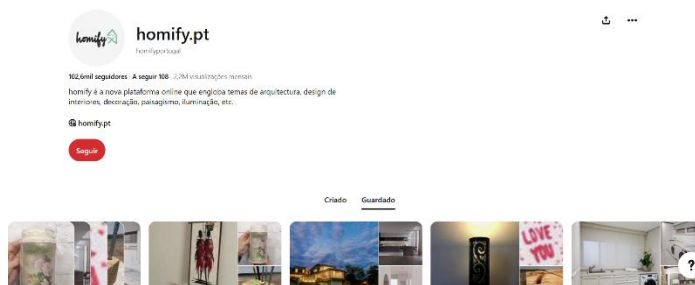 homify
homify.pt
homifyportugal
102,6mil seguidores · A seguir 108 · 7,7M visualizações mensais
homify é a nova plataforma online que engloba temas de arquitectura, design de
interiores, decoração, paisagismo, iluminação, etc.
homify.pt
Seguir
Criado Guardado
LOVE
YOU
?